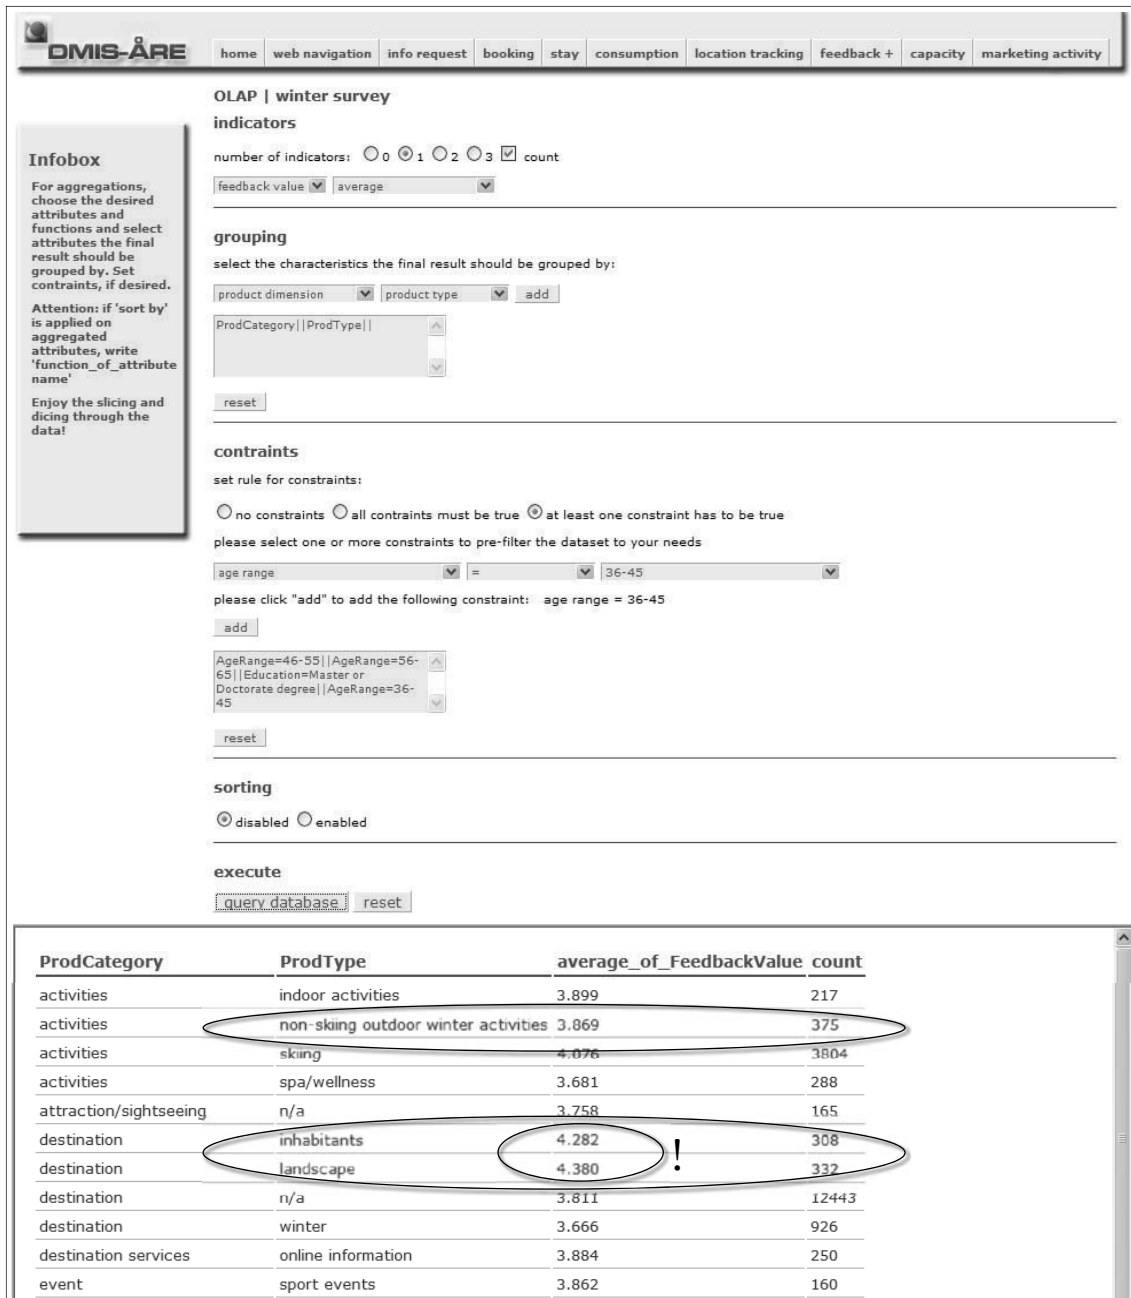 DMIS-ÅRE
home web navigation info request booking stay consumption location tracking feedback + capacity marketing activity
OLAP | winter survey
indicators
number of indicators: 0 1 2 3 count
feedback value average
grouping
select the characteristics the final result should be grouped by:
product dimension product type add
ProdCategory||ProdType||
reset
contraints
set rule for constraints:
no constraints all contraints must be true at least one constraint has to be true
please select one or more constraints to pre-filter the dataset to your needs
age range = 36-45
please click "add" to add the following constraint: age range = 36-45
add
AgeRange=46-55||AgeRange=56-
65||Education=Master or
Doctorate degree||AgeRange=36-
45
reset
sorting
disabled enabled
execute
query database reset
Infobox
For aggregations,
choose the desired
attributes and
functions and select
attributes the final
result should be
grouped by. Set
contraints, if desired.
Attention: if 'sort by'
is applied on
aggregated
attributes, write
'function_of_attribute
name'
Enjoy the slicing and
dicing through the
data!
ProdCategory ProdType average_of_FeedbackValue count
activities indoor activities 3.899 217
activities non-skiing outdoor winter activities 3.869 375
activities skiing 4.076 3804
activities spa/wellness 3.681 288
attraction/sightseeing n/a 3.758 165
destination inhabitants 4.282 308
!
destination landscape 4.380 332
destination n/a 3.811 12443
destination winter 3.666 926
destination services online information 3.884 250
event sport events 3.862 160